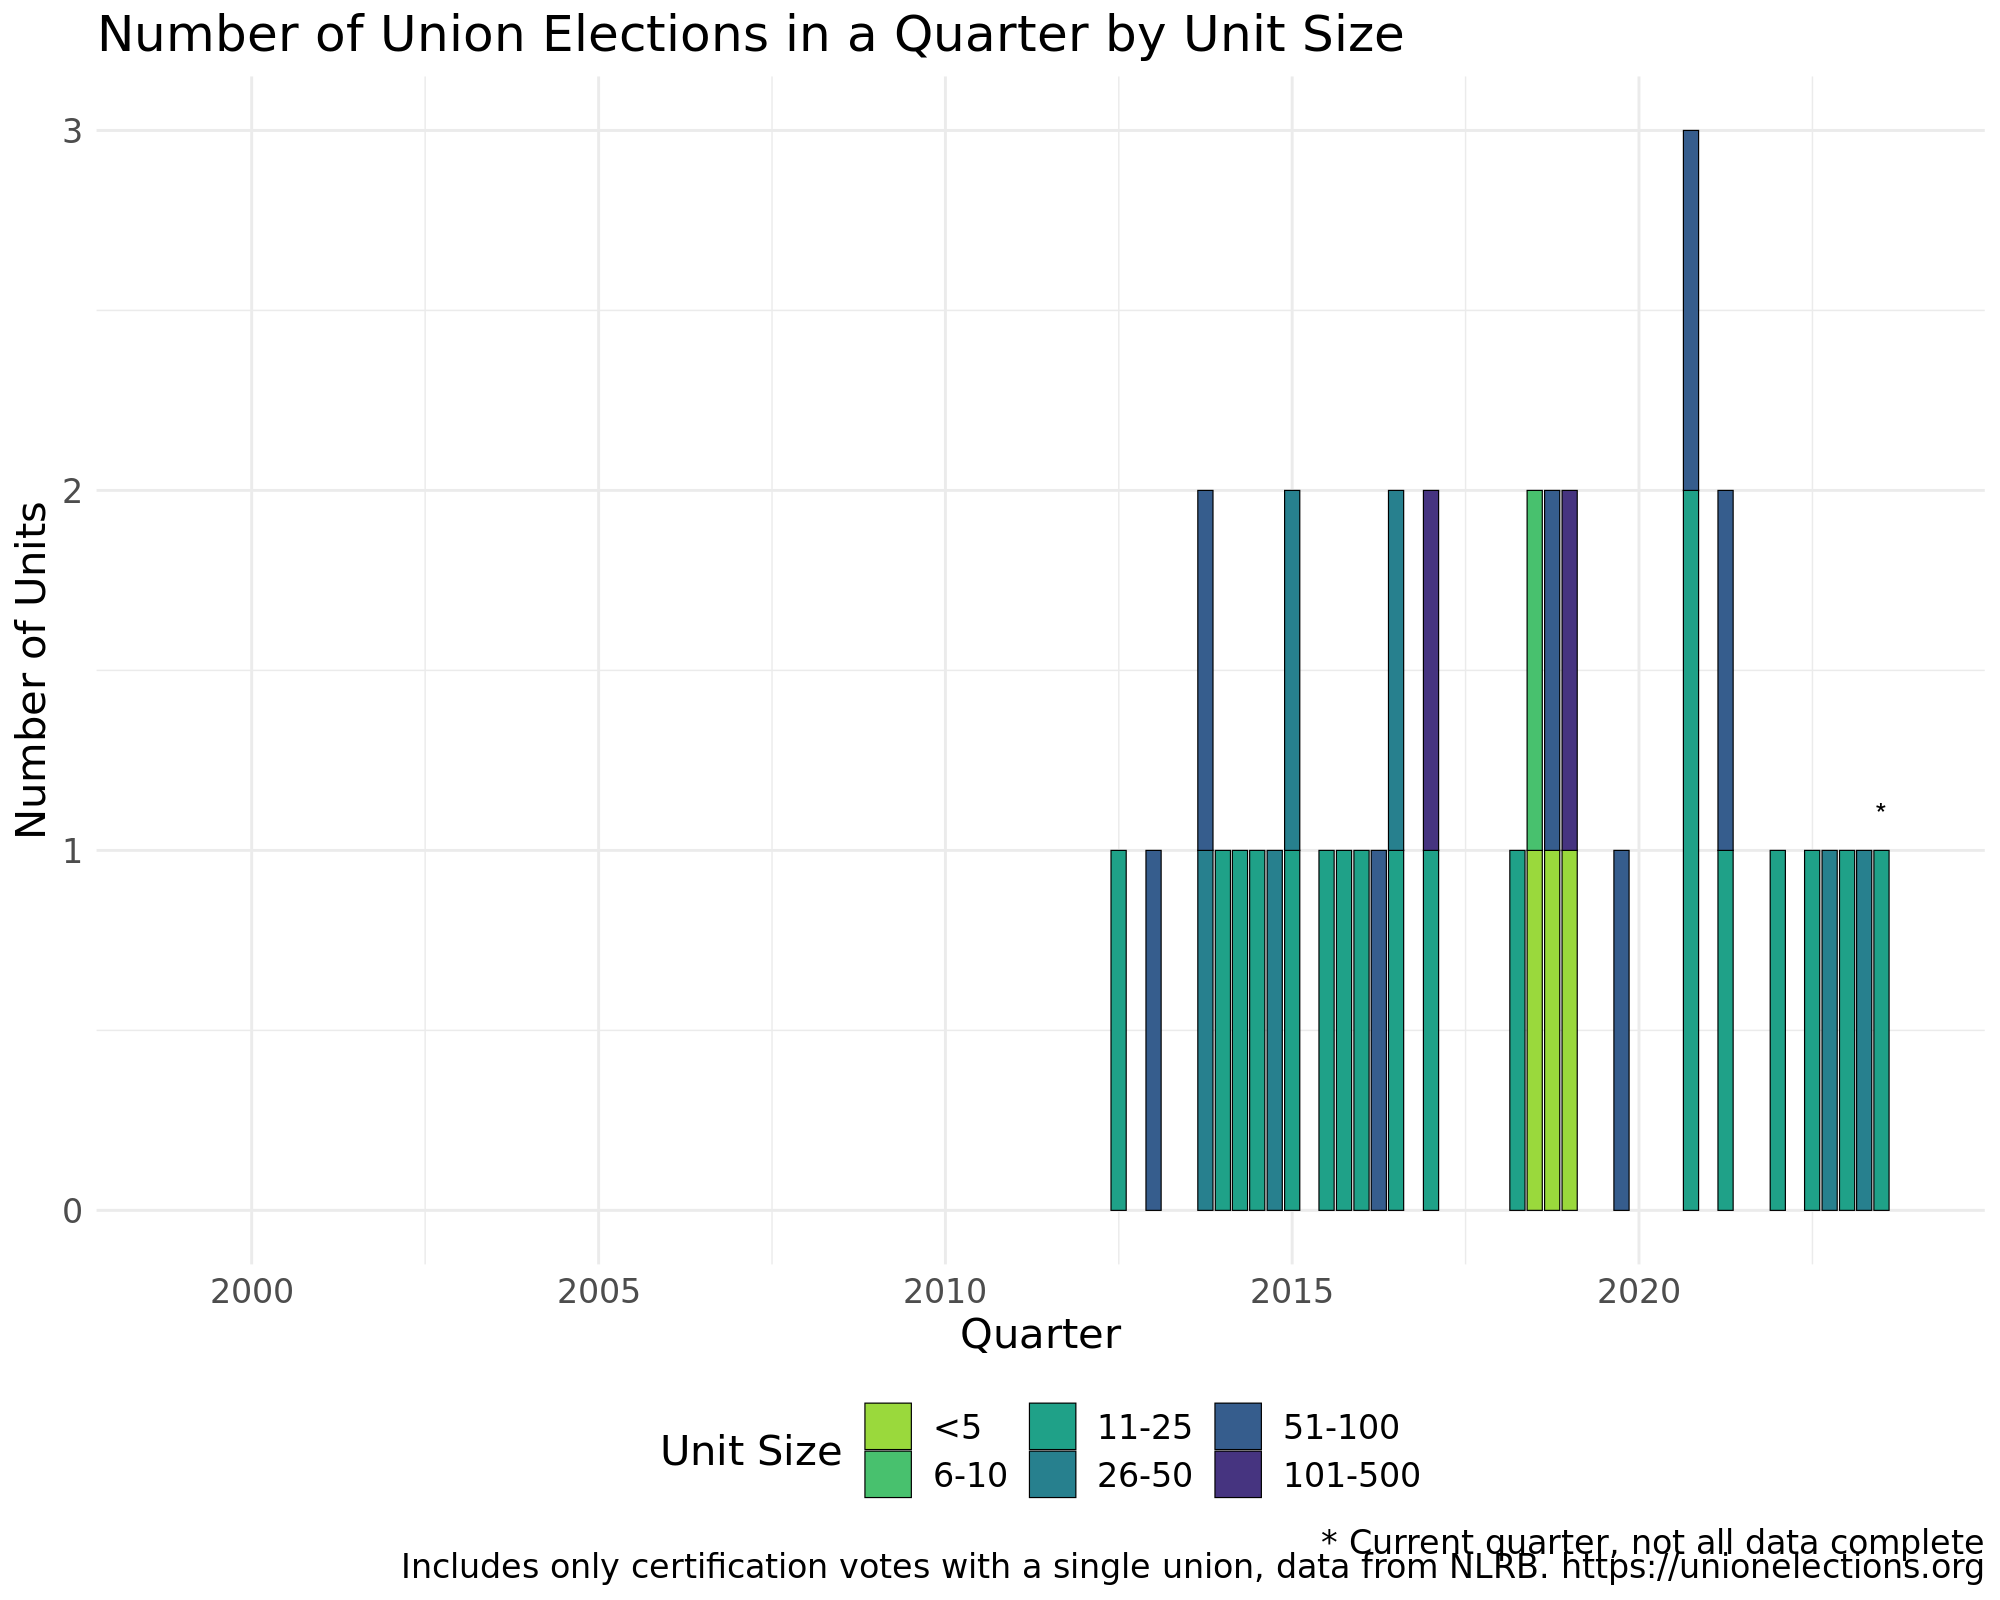 Number of Union Elections in a Quarter by Unit Size
Number of Units
3
2
1
0
*
2000 2005 2010 2015 2020
Quarter
Unit Size
<5 11-25 51-100
6-10 26-50 101-500
* Current quarter, not all data complete
Includes only certification votes with a single union, data from NLRB. https://unionelections.org